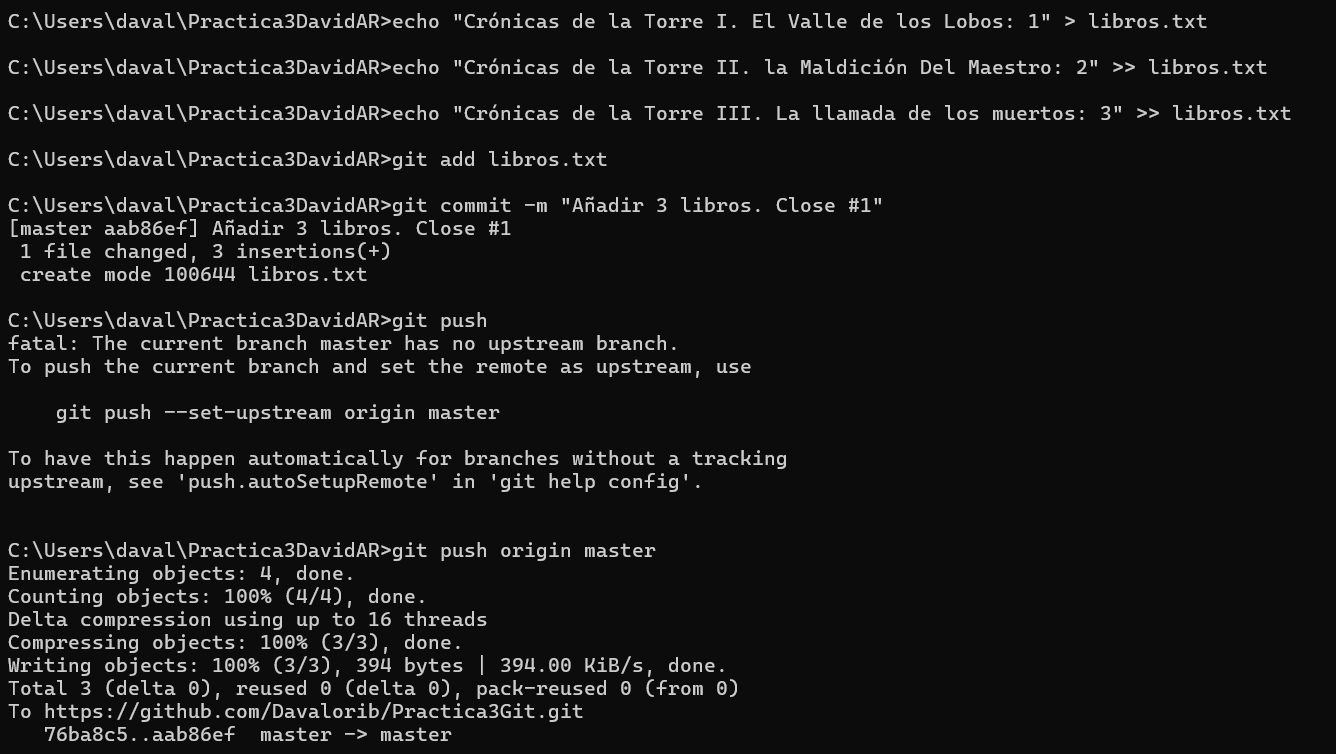 C:\Users\daval\Practica3DavidAR>echo "Crónicas de la Torre I. El Valle de los Lobos: 1" > libros.txt
C:\Users\daval\Practica3DavidAR>echo "Crónicas de la Torre II. la Maldición Del Maestro: 2" >> libros.txt
C:\Users\daval\Practica3DavidAR>echo "Crónicas de la Torre III. La llamada de los muertos: 3" >> libros.txt
C:\Users\daval\Practica3DavidAR>git add libros.txt
C:\Users\daval\Practica3DavidAR>git commit -m "Añadir 3 libros. Close #1"
[master aab86ef] Añadir 3 libros. Close #1
 1 file changed, 3 insertions(+)
 create mode 100644 libros.txt
C:\Users\daval\Practica3DavidAR>git push
fatal: The current branch master has no upstream branch.
To push the current branch and set the remote as upstream, use
    git push --set-upstream origin master
To have this happen automatically for branches without a tracking
upstream, see 'push.autoSetupRemote' in 'git help config'.
C:\Users\daval\Practica3DavidAR>git push origin master
Enumerating objects: 4, done.
Counting objects: 100% (4/4), done.
Delta compression using up to 16 threads
Compressing objects: 100% (3/3), done.
Writing objects: 100% (3/3), 394 bytes | 394.00 KiB/s, done.
Total 3 (delta 0), reused 0 (delta 0), pack-reused 0 (from 0)
To https://github.com/Davalorib/Practica3Git.git
   76ba8c5..aab86ef  master -> master